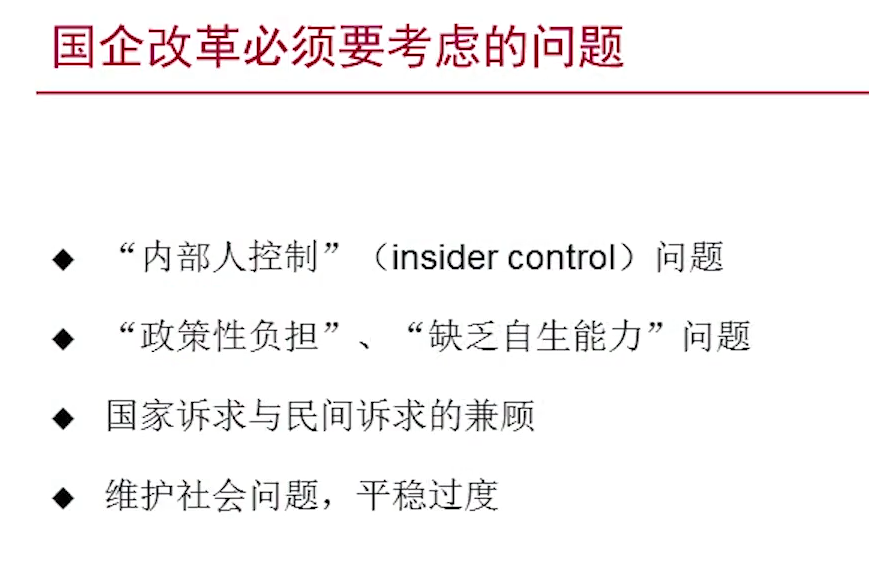 国企改革必须要考虑的问题
◆ “内部人控制”（insider control）问题
◆ “政策性负担”、“缺乏自生能力”问题
◆ 国家诉求与民间诉求的兼顾
◆ 维护社会问题，平稳过度